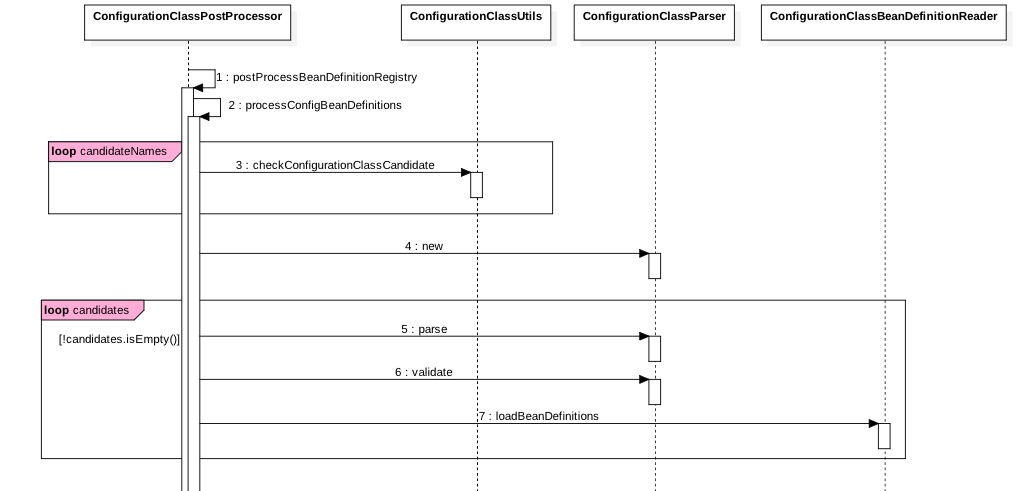 ConfigurationClassPostProcessor
ConfigurationClassUtils
ConfigurationClassParser
ConfigurationClassBeanDefinitionReader
1 : postProcessBeanDefinitionRegistry
2 : processConfigBeanDefinitions
loop candidateNames
3 : checkConfigurationClassCandidate
4 : new
loop candidates
[!candidates.isEmpty()]
5 : parse
6 : validate
7 : loadBeanDefinitions